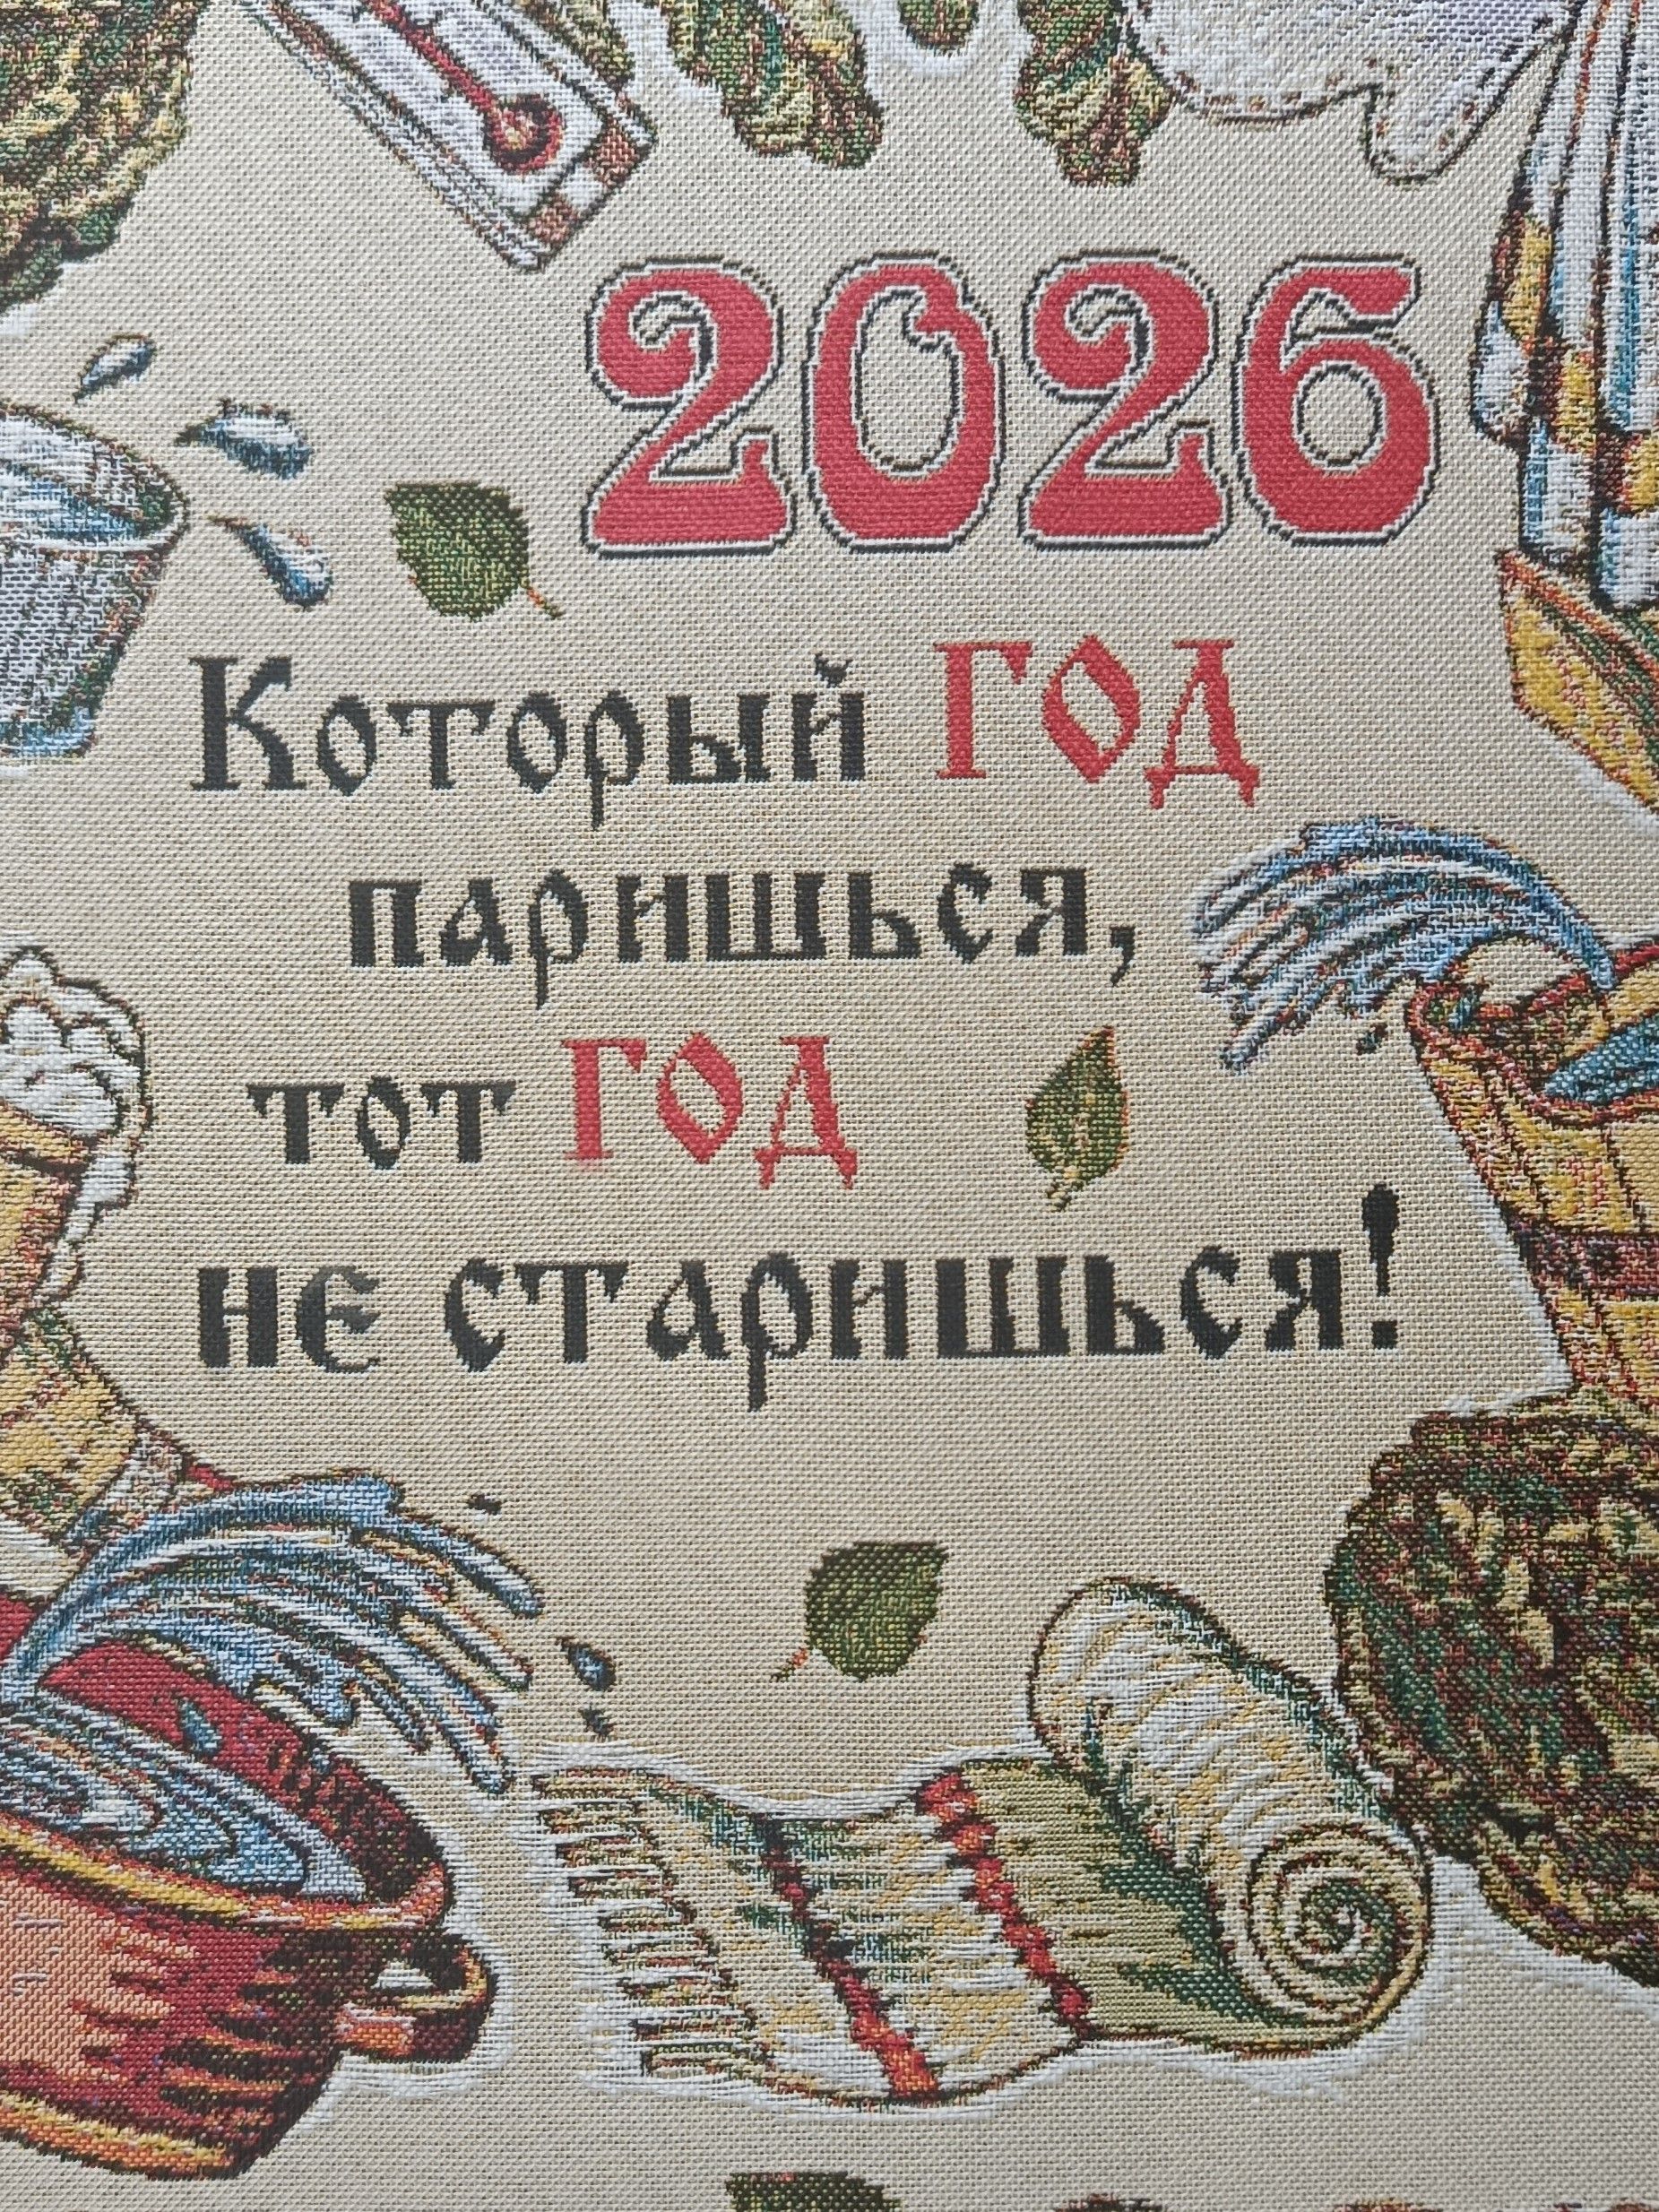 2026
Который год
паришься,
тот год
не старишься!